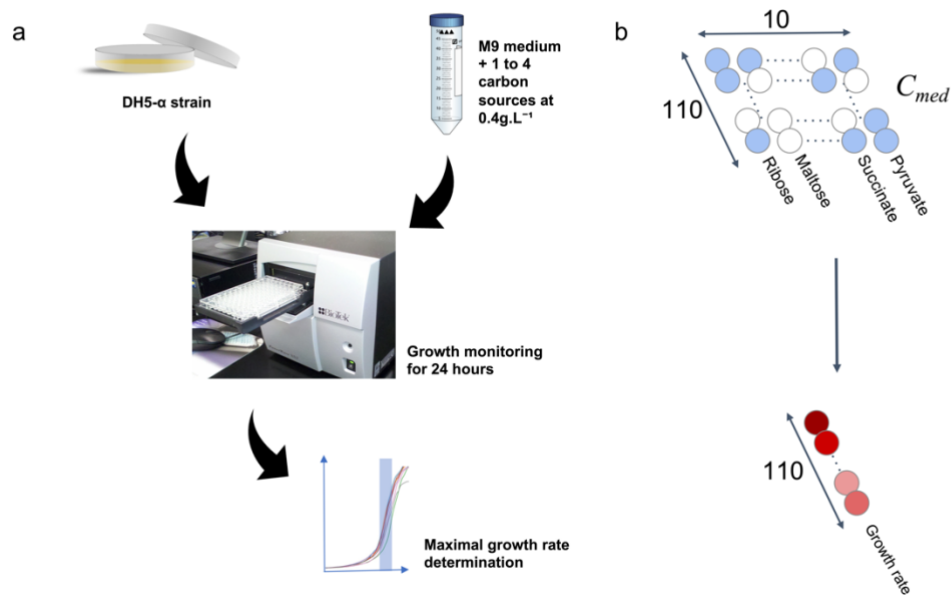 a
DH5-α strain
M9 medium
+ 1 to 4
carbon
sources at
0.4g.L⁻¹
BioTek
Growth monitoring
for 24 hours
Maximal growth rate
determination
b
10
110
C_med
Ribose
Maltose
Succinate
Pyruvate
110
Growth rate